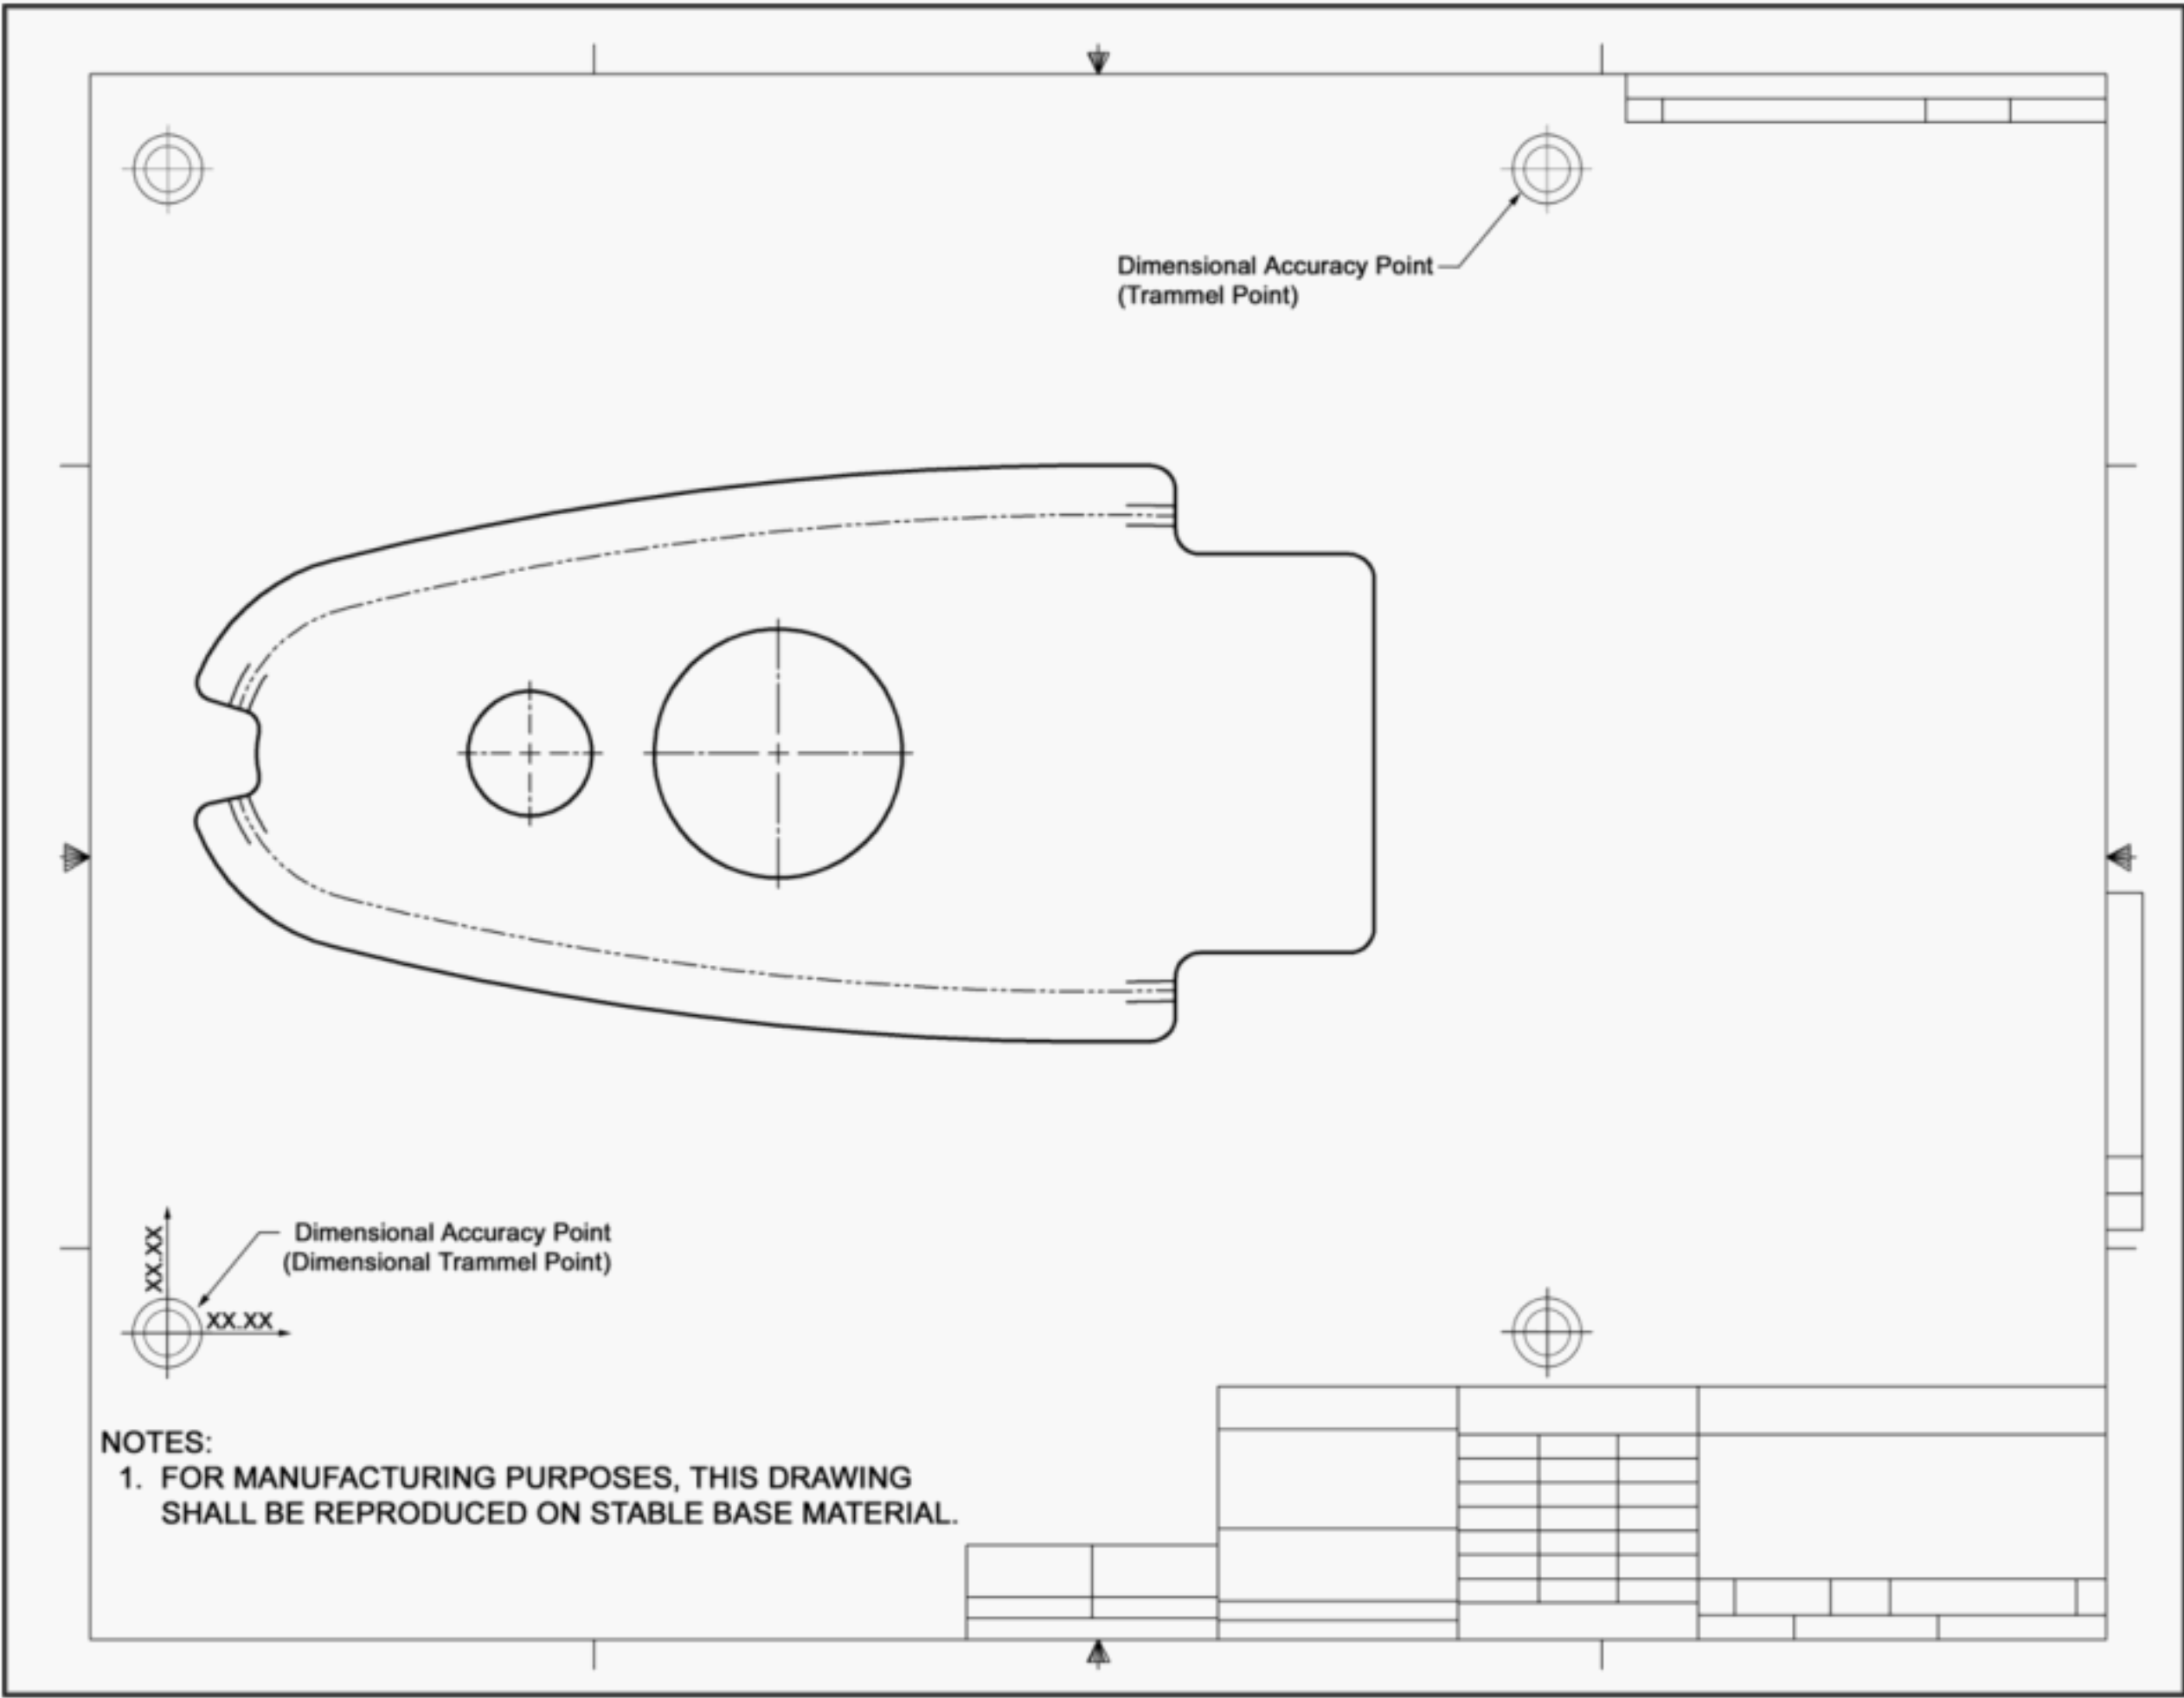 Dimensional Accuracy Point
(Trammel Point)
Dimensional Accuracy Point
(Dimensional Trammel Point)
XX.XX
XX.XX
NOTES:
1. FOR MANUFACTURING PURPOSES, THIS DRAWING
SHALL BE REPRODUCED ON STABLE BASE MATERIAL.